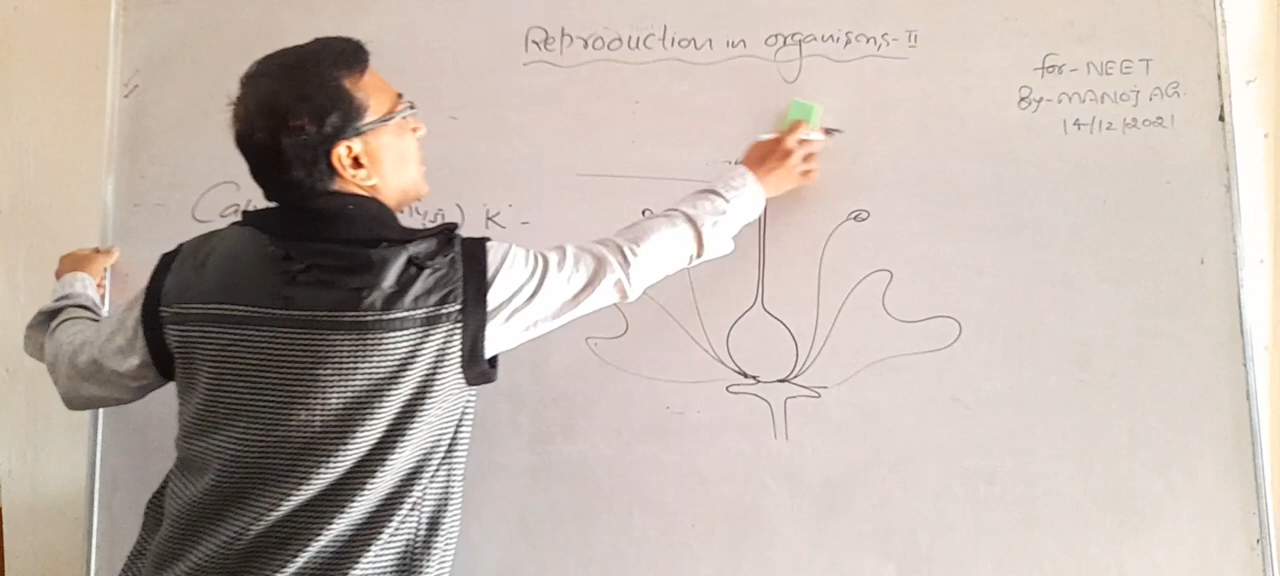 Reproduction in organisms-II
for-NEET
By-MANOJ AG.
14/12/2021
K -